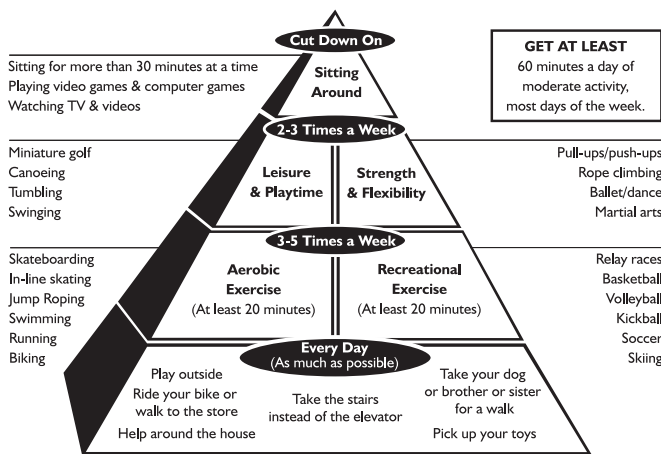 Cut Down On
Sitting for more than 30 minutes at a time
Playing video games & computer games
Watching TV & videos
Sitting
Around
GET AT LEAST
60 minutes a day of
moderate activity,
most days of the week.
2-3 Times a Week
Miniature golf
Canoeing
Tumbling
Swinging
Leisure
& Playtime
Strength
& Flexibility
Pull-ups/push-ups
Rope climbing
Ballet/dance
Martial arts
3-5 Times a Week
Skateboarding
In-line skating
Jump Roping
Swimming
Running
Biking
Aerobic
Exercise
(At least 20 minutes)
Recreational
Exercise
(At least 20 minutes)
Relay races
Basketball
Volleyball
Kickball
Soccer
Skiing
Every Day
(As much as possible)
Play outside
Ride your bike or
walk to the store
Help around the house
Take the stairs
instead of the elevator
Take your dog
or brother or sister
for a walk
Pick up your toys